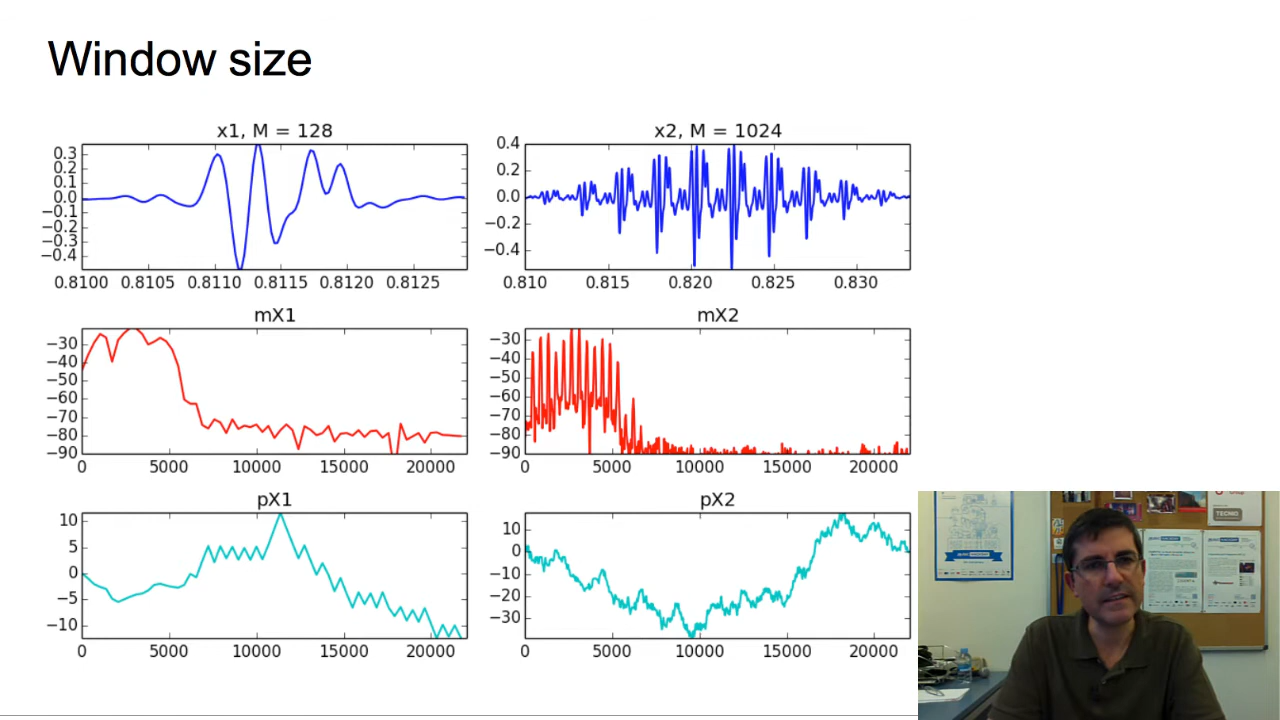 Window size
x1, M = 128
x2, M = 1024
0.3
0.2
0.1
0.0
−0.1
−0.2
−0.3
−0.4
0.8100 0.8105 0.8110 0.8115 0.8120 0.8125
0.4
0.2
0.0
−0.2
−0.4
0.810 0.815 0.820 0.825 0.830
mX1
mX2
−30
−40
−50
−60
−70
−80
−90
0 5000 10000 15000 20000
−30
−40
−50
−60
−70
−80
−90
0 5000 10000 15000 20000
pX1
pX2
10
5
0
−5
−10
0 5000 10000 15000 20000
10
0
−10
−20
−30
0 5000 10000 15000 20000
TECNIO